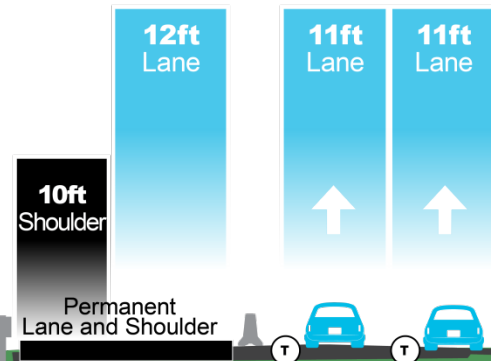 12ft
Lane
11ft
Lane
11ft
Lane
10ft
Shoulder
Permanent
Lane and Shoulder
T
T